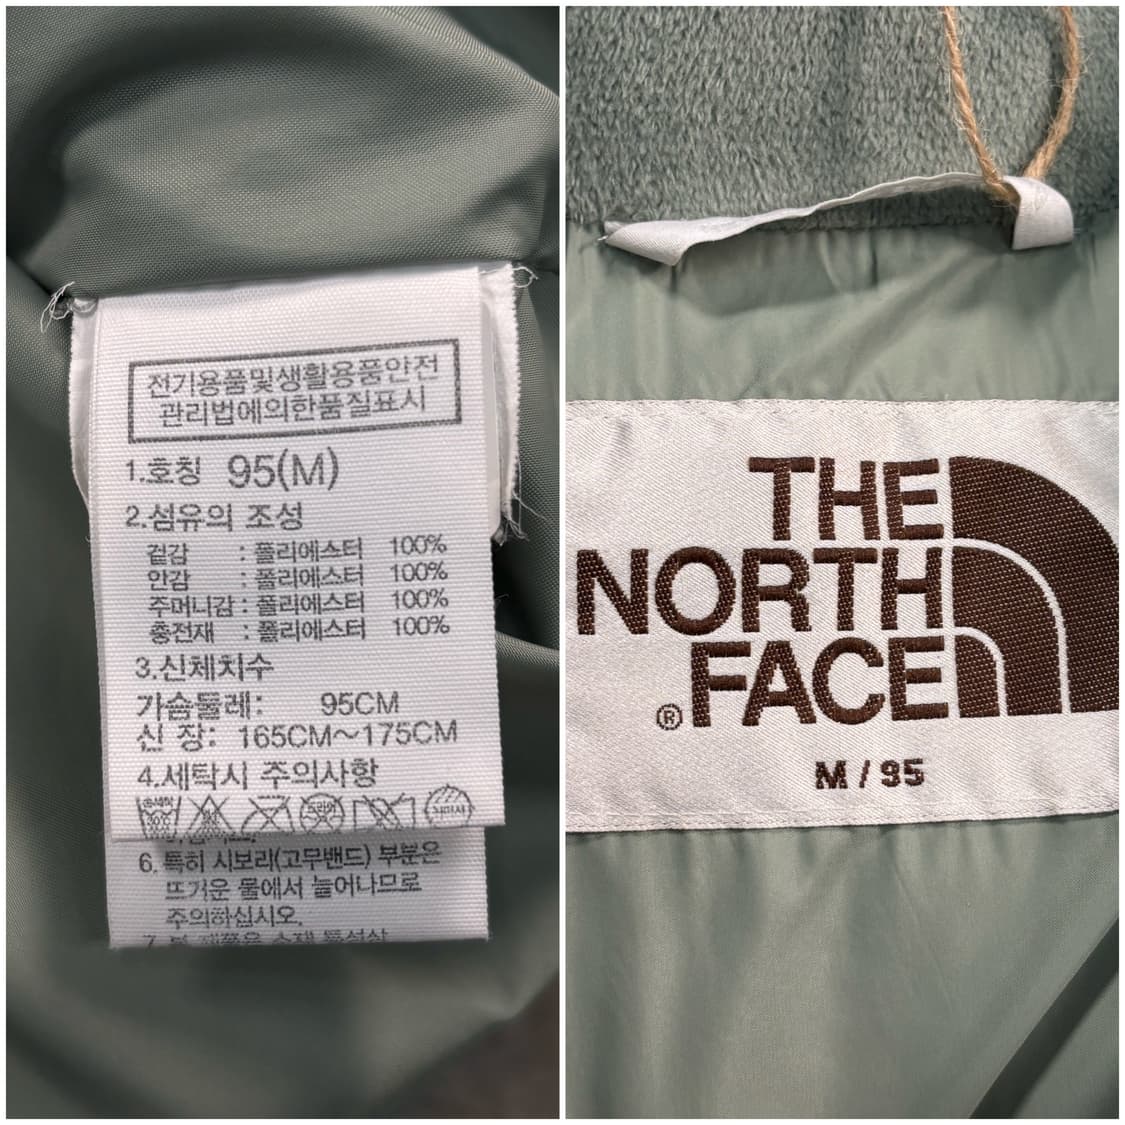 전기용품및생활용품안전
관리법에의한품질표시
1.호칭 95(M)
2.섬유의 조성
겉감 : 폴리에스터 100%
안감 : 폴리에스터 100%
주머니감 : 폴리에스터 100%
충전재 : 폴리에스터 100%
3.신체치수
가슴둘레: 95CM
신 장: 165CM~175CM
4.세탁시 주의사항
손세탁
드라이
6. 특히 시보리(고무밴드) 부분은
뜨거운 물에서 늘어나므로
주의하십시오.
THE
NORTH
FACE
®
M / 95